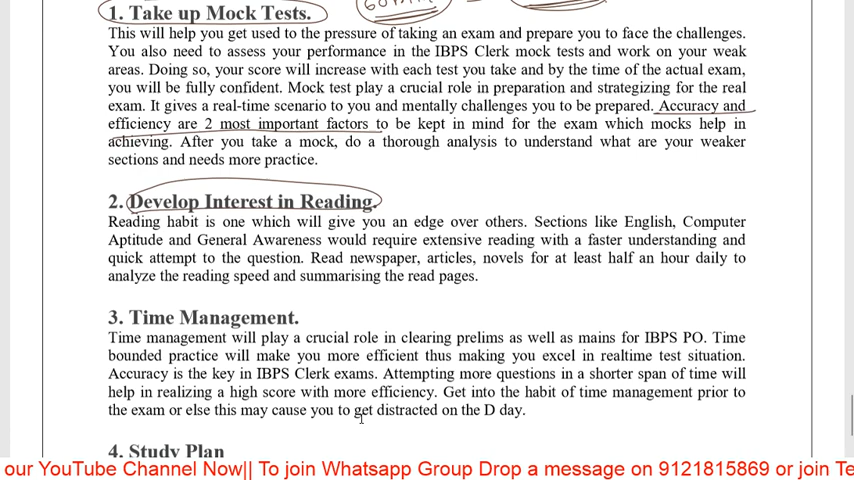 60 min
1. Take up Mock Tests.
This will help you get used to the pressure of taking an exam and prepare you to face the challenges.
You also need to assess your performance in the IBPS Clerk mock tests and work on your weak
areas. Doing so, your score will increase with each test you take and by the time of the actual exam,
you will be fully confident. Mock test play a crucial role in preparation and strategizing for the real
exam. It gives a real-time scenario to you and mentally challenges you to be prepared. Accuracy and
efficiency are 2 most important factors to be kept in mind for the exam which mocks help in
achieving. After you take a mock, do a thorough analysis to understand what are your weaker
sections and needs more practice.
2. Develop Interest in Reading.
Reading habit is one which will give you an edge over others. Sections like English, Computer
Aptitude and General Awareness would require extensive reading with a faster understanding and
quick attempt to the question. Read newspaper, articles, novels for at least half an hour daily to
analyze the reading speed and summarising the read pages.
3. Time Management.
Time management will play a crucial role in clearing prelims as well as mains for IBPS PO. Time
bounded practice will make you more efficient thus making you excel in realtime test situation.
Accuracy is the key in IBPS Clerk exams. Attempting more questions in a shorter span of time will
help in realizing a high score with more efficiency. Get into the habit of time management prior to
the exam or else this may cause you to get distracted on the D day.
4. Study Plan
our YouTube Channel Now|| To join Whatsapp Group Drop a message on 9121815869 or join Te